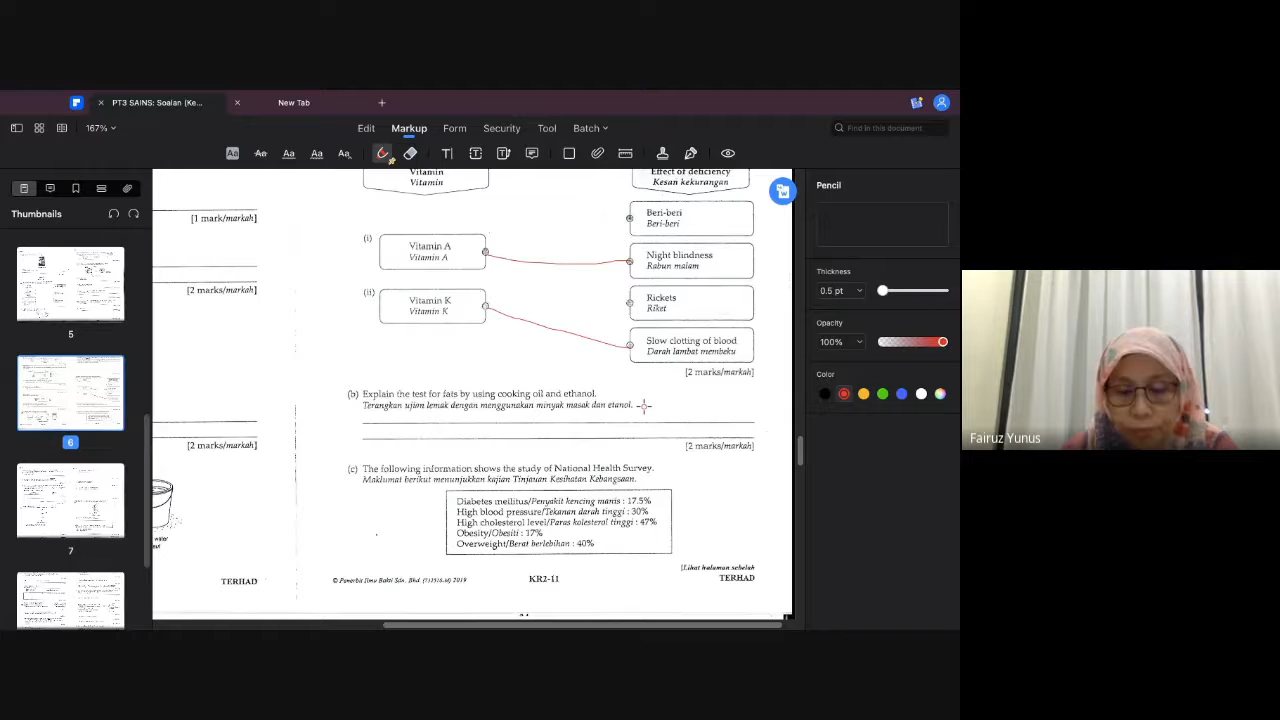 PT3 SAINS: Soalan (Ke...
New Tab
167%
Edit
Markup
Form
Security
Tool
Batch
Find in this document
Thumbnails
5
6
7
[1 mark/markah]
[2 marks/markah]
[2 marks/markah]
water
TERHAD
Vitamin
Vitamin
Effect of deficiency
Kesan kekurangan
(i)
Vitamin A
Vitamin A
(ii)
Vitamin K
Vitamin K
Beri-beri
Beri-beri
Night blindness
Rabun malam
Rickets
Riket
Slow clotting of blood
Darah lambat membeku
[2 marks/markah]
(b) Explain the test for fats by using cooking oil and ethanol.
Terangkan ujian lemak dengan menggunakan minyak masak dan etanol.
[2 marks/markah]
(c) The following information shows the study of National Health Survey.
Maklumat berikut menunjukkan kajian Tinjauan Kesihatan Kebangsaan.
Diabetes mellitus/Penyakit kencing manis : 17.5%
High blood pressure/Tekanan darah tinggi : 30%
High cholesterol level/Paras kolesterol tinggi : 47%
Obesity/Obesiti : 17%
Overweight/Berat berlebihan : 40%
[Lihat halaman sebelah
© Penerbit Ilmu Bakti Sdn. Bhd. 2019
KR2-11
TERHAD
Pencil
Thickness
0.5 pt
Opacity
100%
Color
Fairuz Yunus